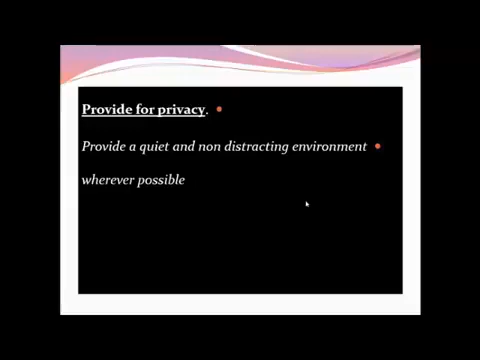 Provide for privacy.
Provide a quiet and non distracting environment
wherever possible